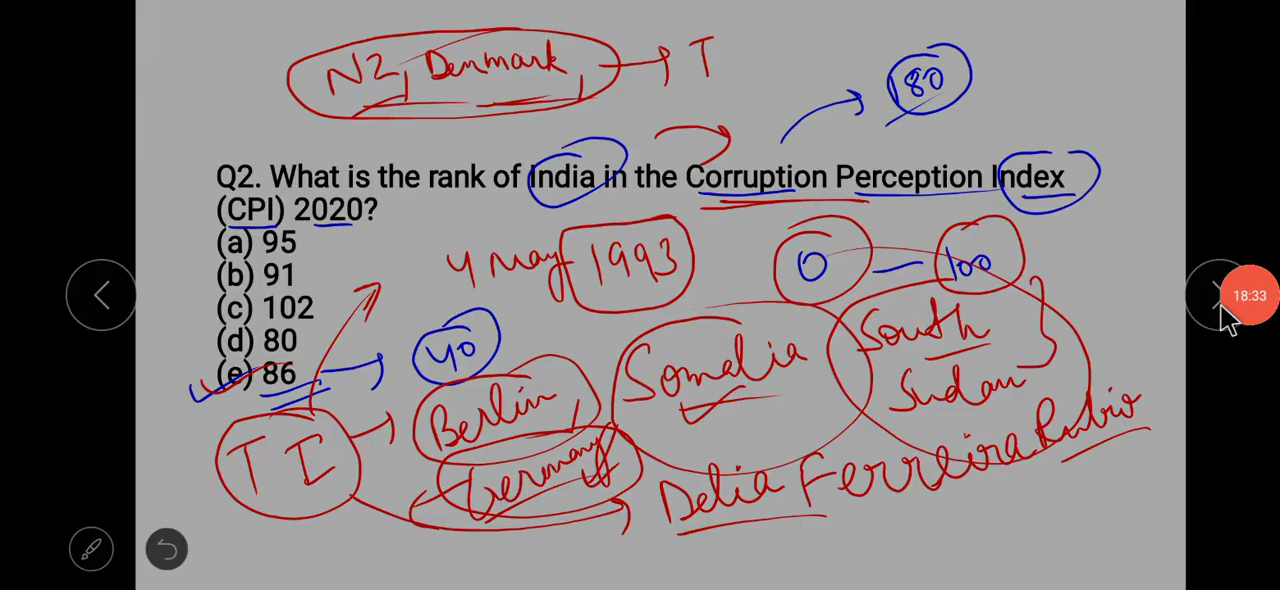 NZ, Denmark, → T
180
Q2. What is the rank of India in the Corruption Perception Index
(CPI) 2020?
(a) 95
(b) 91
(c) 102
(d) 80
(e) 86
4 May 1993
0 — 100
40
Somalia
South
Sudan
TI → Berlin,
Germany
Delia Ferreira Rubio
18:33